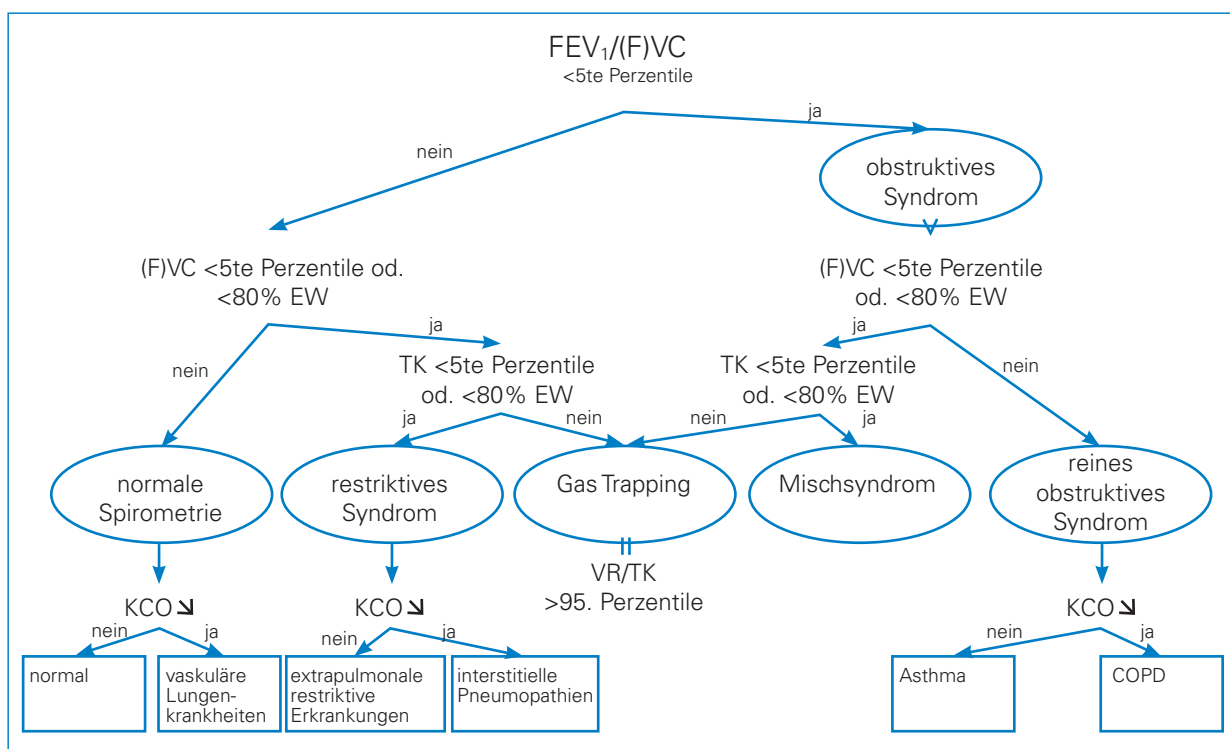 FEV₁/(F)VC
<5te Perzentile
ja
nein
obstruktives
Syndrom
(F)VC <5te Perzentile od.
<80% EW
(F)VC <5te Perzentile
od. <80% EW
ja
nein
ja
nein
TK <5te Perzentile
od. <80% EW
TK <5te Perzentile
od. <80% EW
ja
nein
nein
ja
normale
Spirometrie
restriktives
Syndrom
Gas Trapping
Mischsyndrom
reines
obstruktives
Syndrom
VR/TK
>95. Perzentile
KCO ↘
KCO ↘
KCO ↘
nein
ja
nein
ja
nein
ja
normal
vaskuläre
Lungen-
krankheiten
extrapulmonale
restriktive
Erkrankungen
interstitielle
Pneumopathien
Asthma
COPD